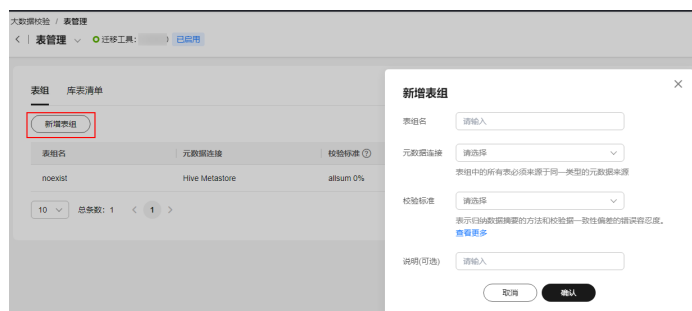 大数据校验 / 表管理
表管理 迁移工具: 已启用
表组 库表清单
新增表组
表组名 元数据连接 校验标准
noexist Hive Metastore allsum 0%
10 总条数: 1 < 1 >
新增表组
表组名 请输入
元数据连接 请选择
表组中的所有表必须来源于同一类型的元数据来源
校验标准 请选择
表示归纳数据摘要的方法和校验据一致性偏差的错误容忍度。
查看更多
说明(可选) 请输入
取消 确认